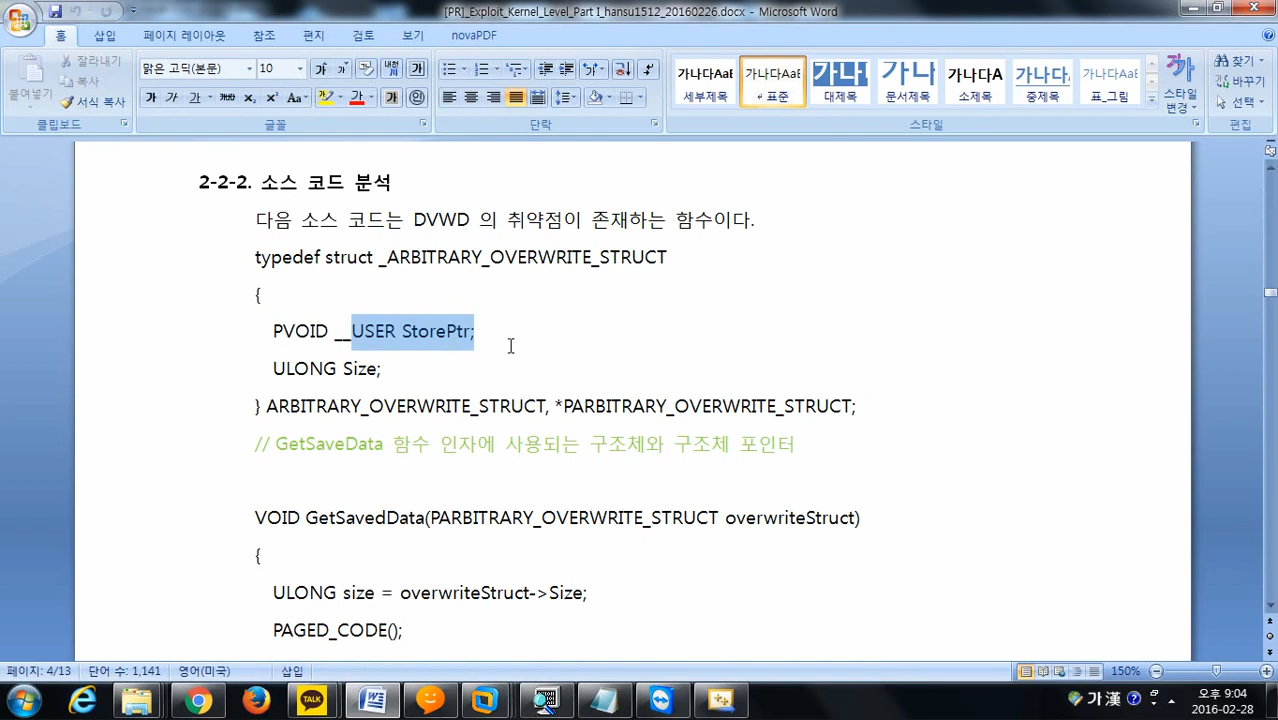 [PR]_Exploit_Kernel_Level_Part I_hansu1512_20160226.docx - Microsoft Word
홈 삽입 페이지 레이아웃 참조 편지 검토 보기 novaPDF
붙여넣기
잘라내기
복사
서식 복사
클립보드
맑은 고딕(본문) 10
가 가 가 가 가
글꼴
단락
가나다AaE 세부제목
가나다AaE 표준
가나 대제목
가나 문서제목
가나다A 소제목
가나다 중제목
가나다AaB 표_그림
스타일 변경
스타일
찾기
바꾸기
선택
편집
2-2-2. 소스 코드 분석
다음 소스 코드는 DVWD 의 취약점이 존재하는 함수이다.
typedef struct _ARBITRARY_OVERWRITE_STRUCT
{
PVOID __USER StorePtr;
ULONG Size;
} ARBITRARY_OVERWRITE_STRUCT, *PARBITRARY_OVERWRITE_STRUCT;
// GetSaveData 함수 인자에 사용되는 구조체와 구조체 포인터
VOID GetSavedData(PARBITRARY_OVERWRITE_STRUCT overwriteStruct)
{
ULONG size = overwriteStruct->Size;
PAGED_CODE();
페이지: 4/13 단어 수: 1,141 영어(미국) 삽입 150%
TALK
가 漢
오후 9:04
2016-02-28